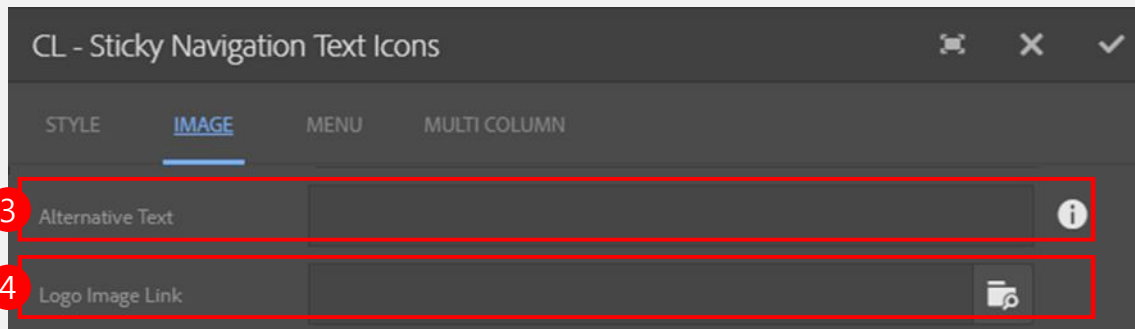 CL - Sticky Navigation Text Icons
STYLE IMAGE MENU MULTI COLUMN
3 Alternative Text
4 Logo Image Link